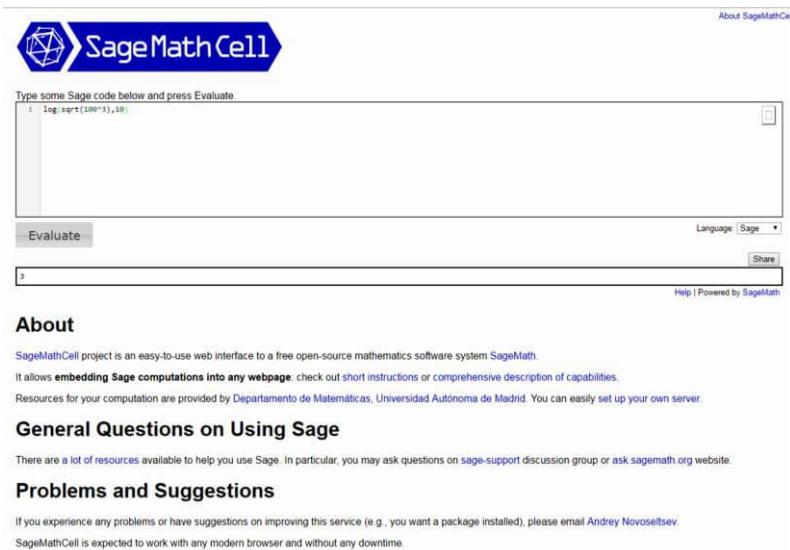 About SageMathCe
SageMathCell
Type some Sage code below and press Evaluate.
1 log(sqrt(100^3),10)
Evaluate
Language: Sage
Share
3
Help | Powered by SageMath
About
SageMathCell project is an easy-to-use web interface to a free open-source mathematics software system SageMath.
It allows embedding Sage computations into any webpage: check out short instructions or comprehensive description of capabilities.
Resources for your computation are provided by Departamento de Matemáticas, Universidad Autónoma de Madrid. You can easily set up your own server.
General Questions on Using Sage
There are a lot of resources available to help you use Sage. In particular, you may ask questions on sage-support discussion group or ask.sagemath.org website.
Problems and Suggestions
If you experience any problems or have suggestions on improving this service (e.g., you want a package installed), please email Andrey Novoseltsev.
SageMathCell is expected to work with any modern browser and without any downtime.